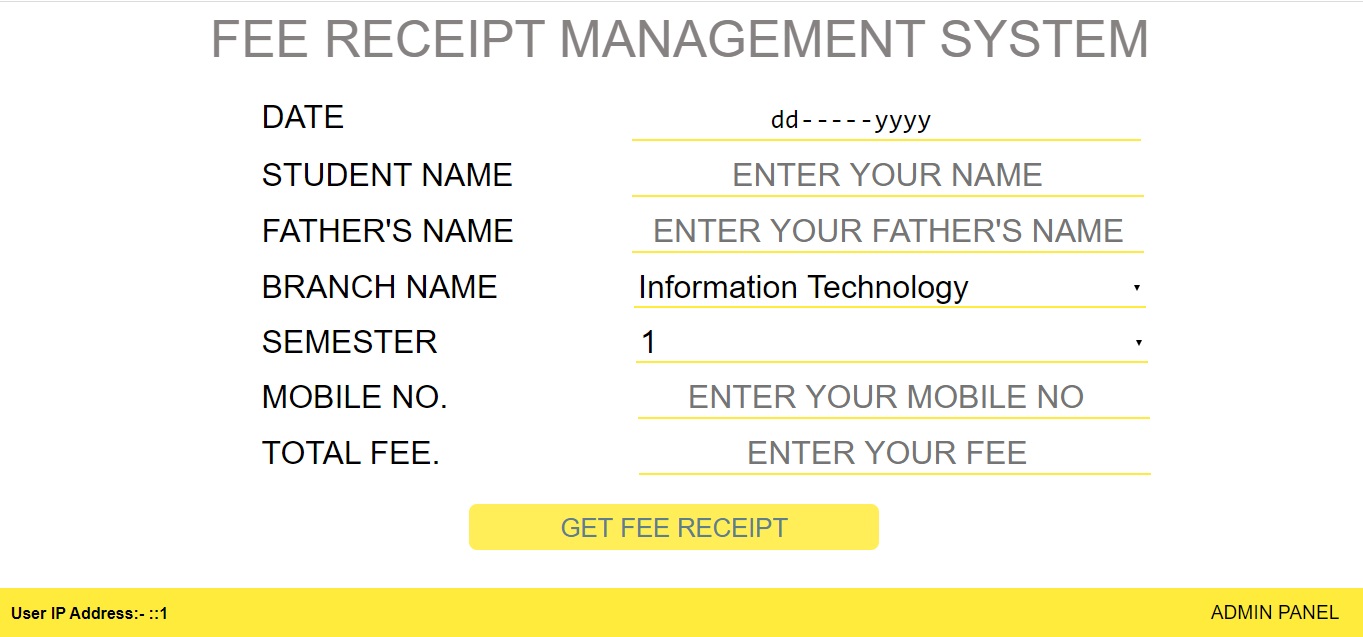 FEE RECEIPT MANAGEMENT SYSTEM
DATE dd-----yyyy
STUDENT NAME ENTER YOUR NAME
FATHER'S NAME ENTER YOUR FATHER'S NAME
BRANCH NAME Information Technology
SEMESTER 1
MOBILE NO. ENTER YOUR MOBILE NO
TOTAL FEE. ENTER YOUR FEE
GET FEE RECEIPT
User IP Address:- ::1 ADMIN PANEL